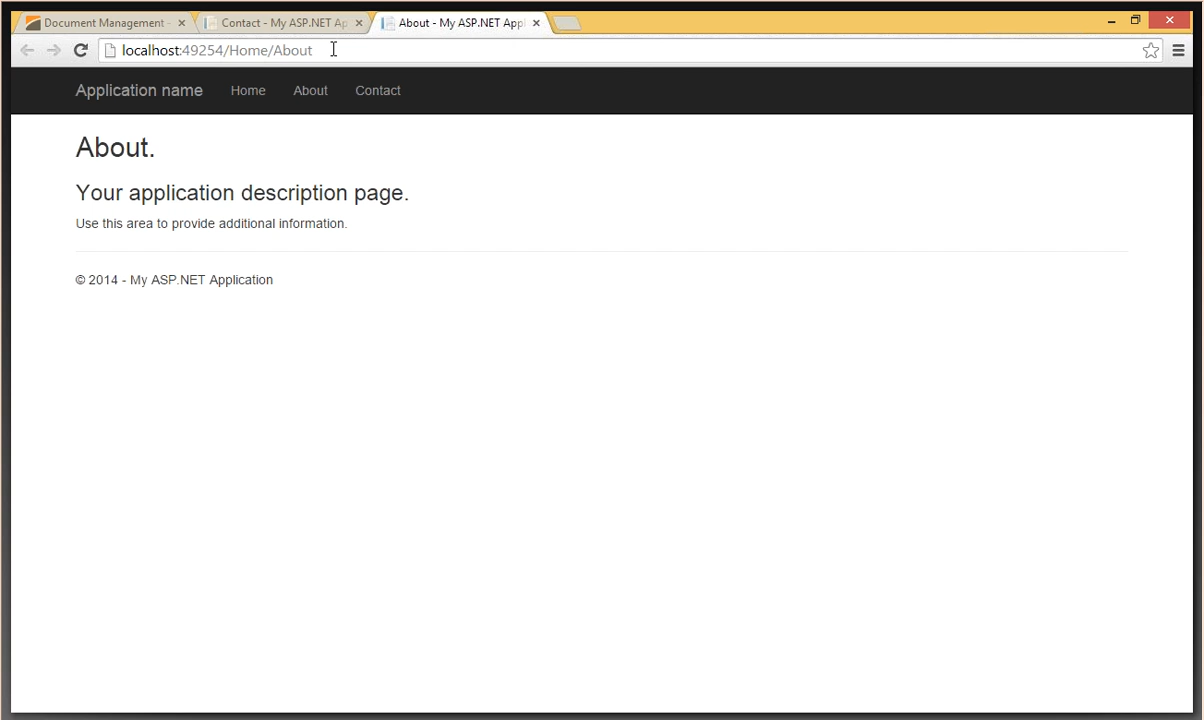 Document Management - 
Contact - My ASP.NET Ap
About - My ASP.NET Appl
localhost:49254/Home/About
Application name Home About Contact
About.
Your application description page.
Use this area to provide additional information.
© 2014 - My ASP.NET Application